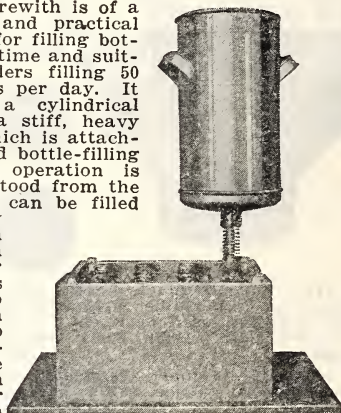 rewith is of a
and practical
for filling bot-
time and suit-
lers filling 50
s per day. It
a cylindrical
a stiff, heavy
hich is attach-
d bottle-filling
operation is
tood from the
can be filled